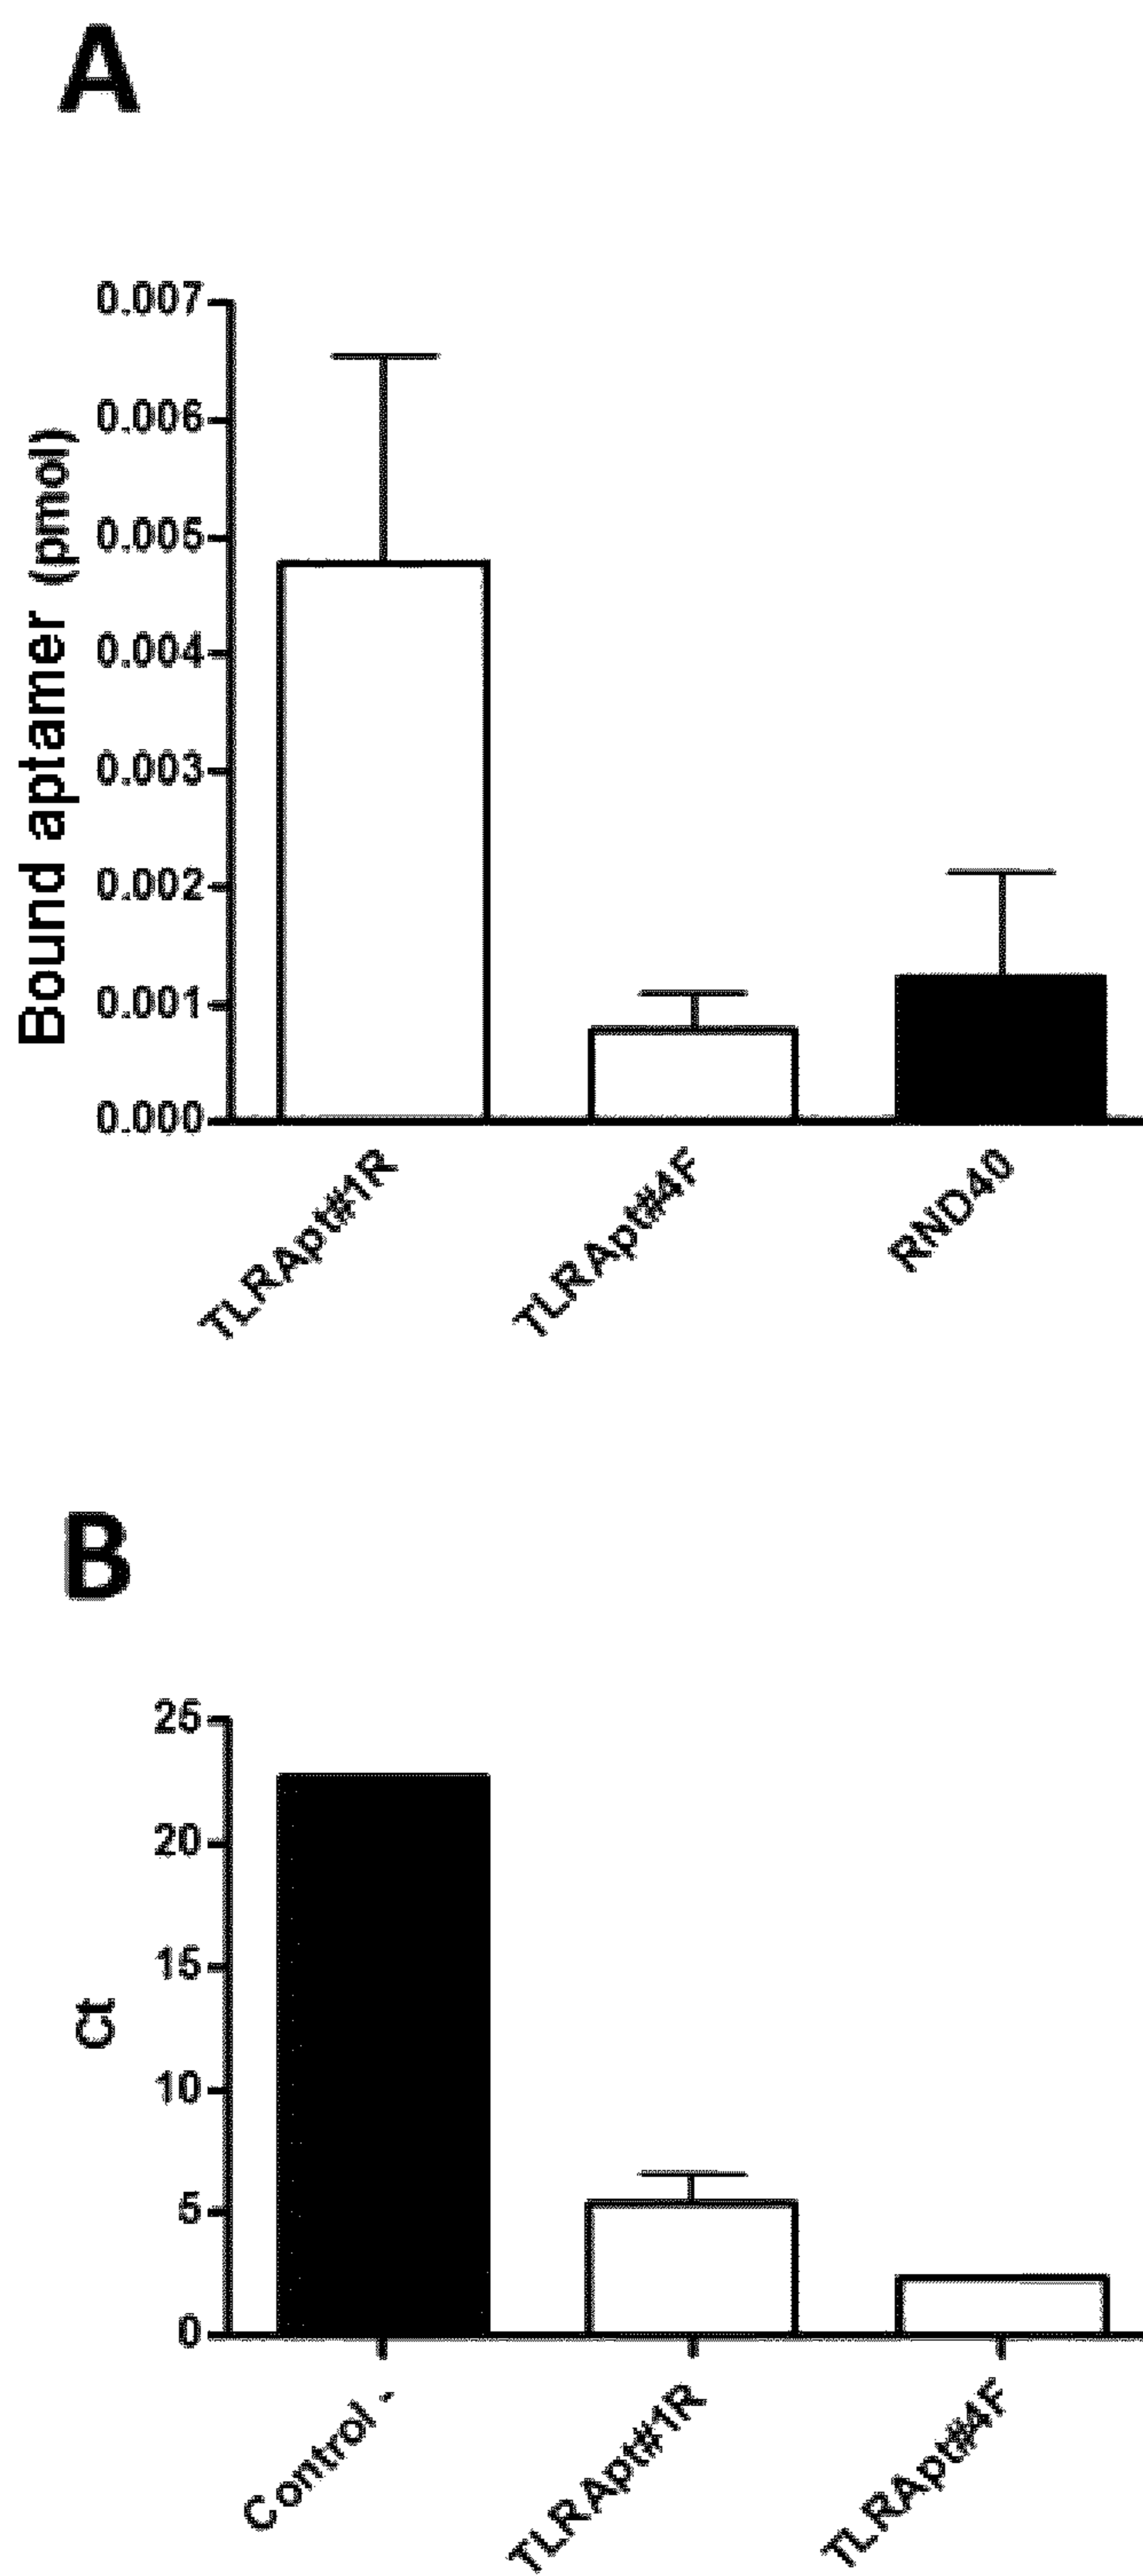 A
0.007
0.006
0.005
0.004
0.003
0.002
0.001
0.000
Bound aptamer (pmol)
TLRApt#1R
TLRApt#4F
RND40
B
25
20
15
10
5
0
Ct
Control -
TLRApt#1R
TLRApt#4F